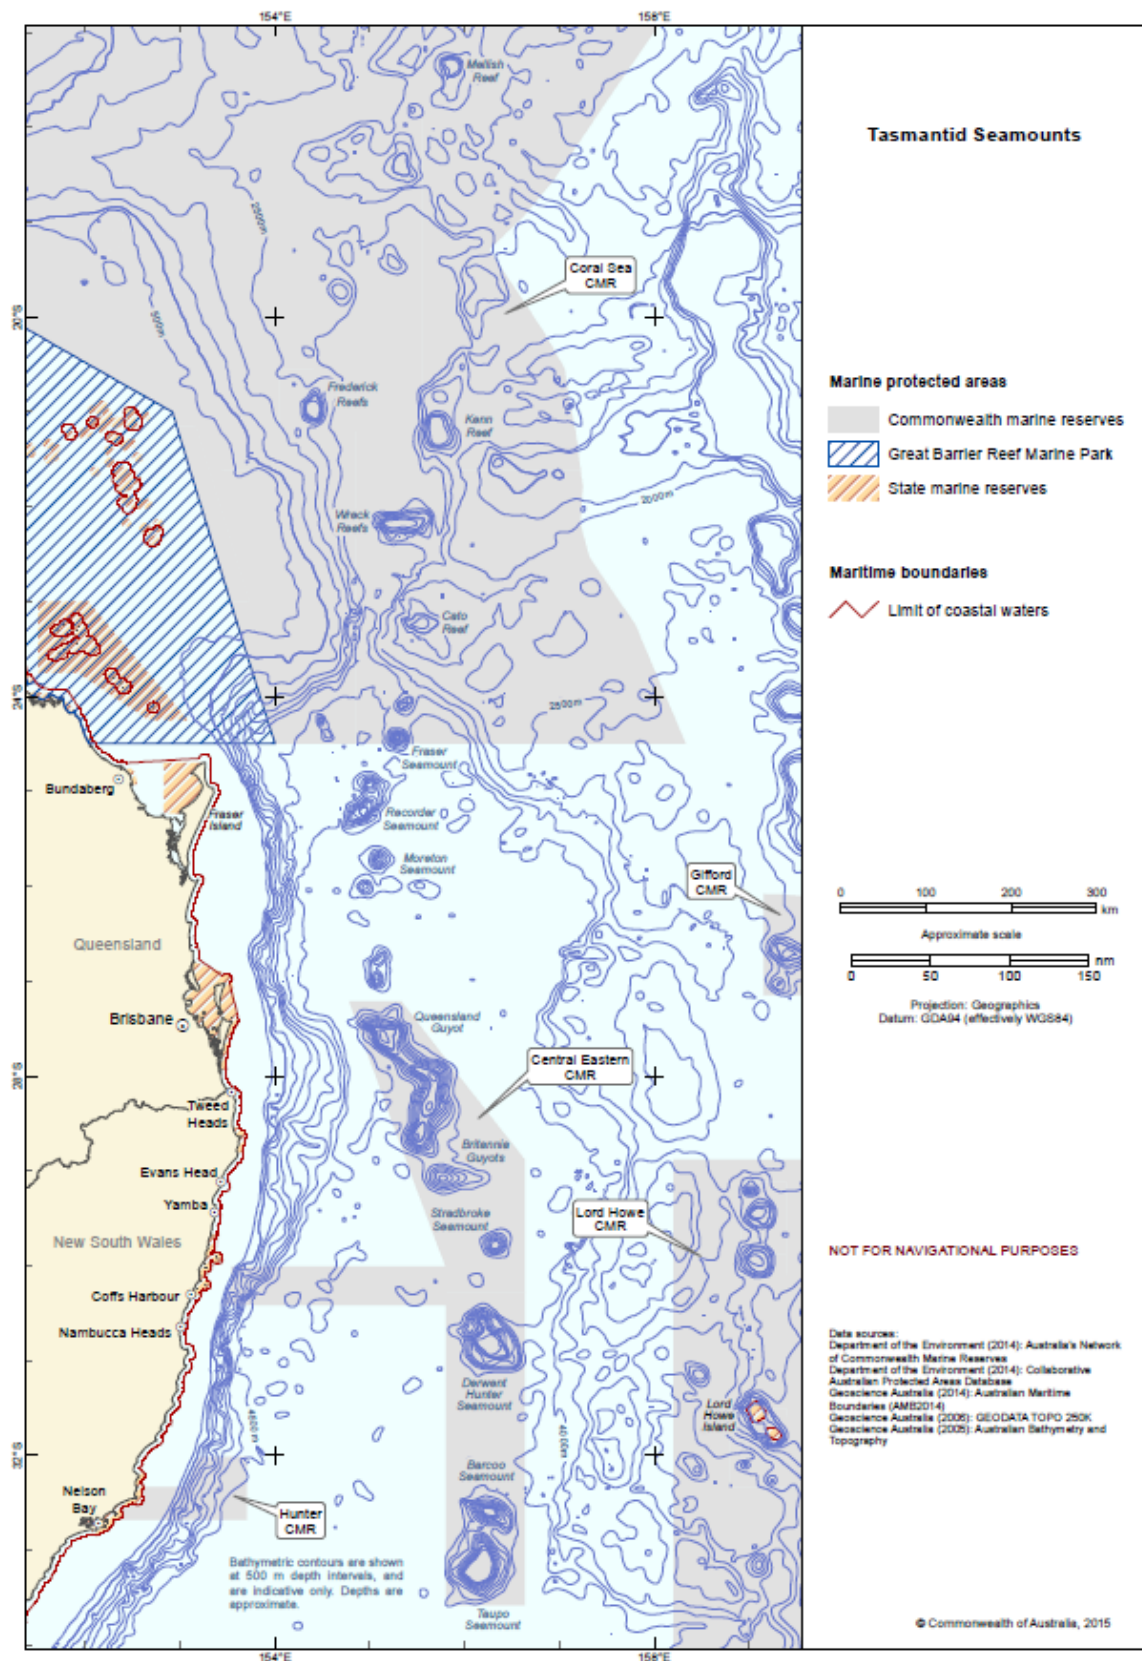 154°E
158°E
Mellish
Reef
Tasmantid Seamounts
2500m
500m
Coral Sea
CMR
20°S
Frederick
Reefs
Kenn
Reef
Marine protected areas
Commonwealth marine reserves
Great Barrier Reef Marine Park
State marine reserves
2000m
Wreck
Reefs
Maritime boundaries
Limit of coastal waters
Cato
Reef
24°S
2500m
Fraser
Seamount
Bundaberg
Fraser
Island
Recorder
Seamount
Moreton
Seamount
Gifford
CMR
0 100 200 300
km
Approximate scale
0 50 100 150
nm
Projection: Geographics
Datum: GDA94 (effectively WGS84)
Queensland
Brisbane
Queensland
Guyot
Central Eastern
CMR
28°S
Tweed
Heads
Britannia
Guyots
Evans Head
Yamba
Stradbroke
Seamount
Lord Howe
CMR
New South Wales
NOT FOR NAVIGATIONAL PURPOSES
Coffs Harbour
Nambucca Heads
Derwent
Hunter
Seamount
Data sources:
Department of the Environment (2014): Australia's Network
of Commonwealth Marine Reserves
Department of the Environment (2014): Collaborative
Australian Protected Areas Database
Geoscience Australia (2014): Australian Maritime
Boundaries (AMB2014)
Geoscience Australia (2006): GEODATA TOPO 250K
Geoscience Australia (2005): Australian Bathymetry and
Topography
Lord
Howe
Island
4500 m
4000m
32°S
Barcoo
Seamount
Nelson
Bay
Hunter
CMR
Bathymetric contours are shown
at 500 m depth intervals, and
are indicative only. Depths are
approximate.
Taupo
Seamount
© Commonwealth of Australia, 2015
154°E
158°E